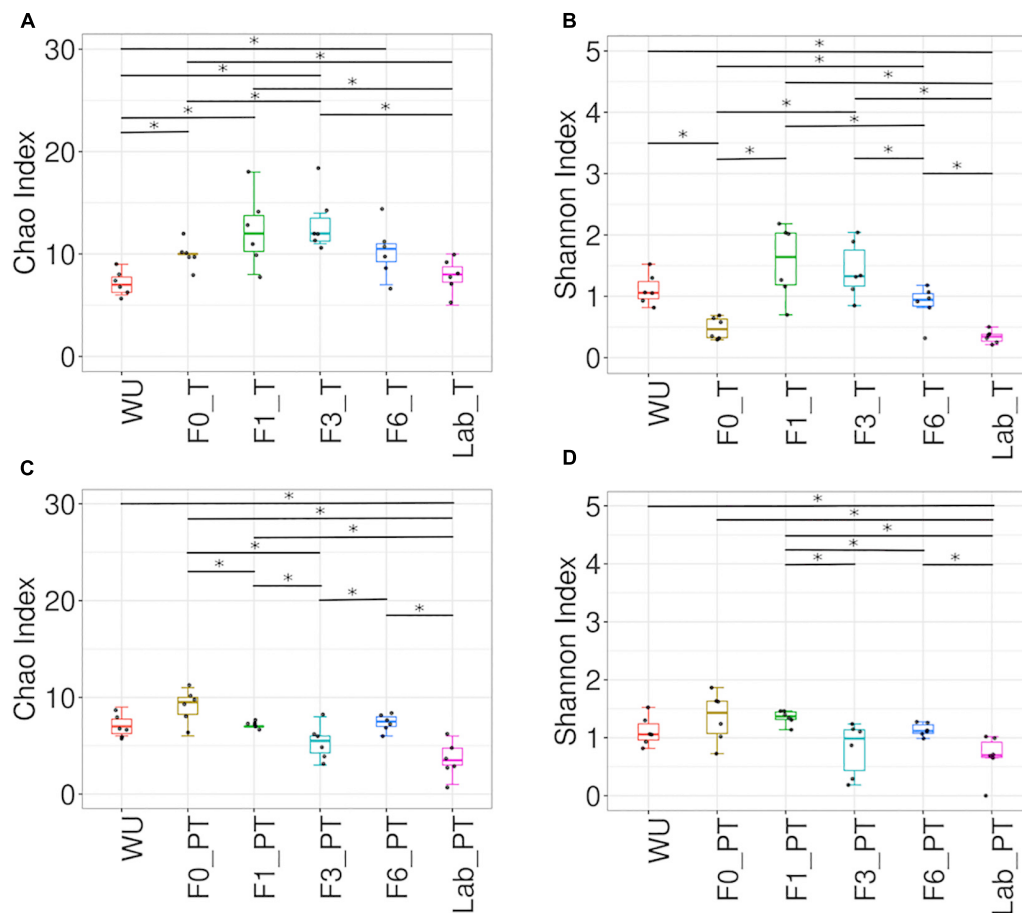 A
Chao Index
30
20
10
0
* * * * * * * *
WU F0_T F1_T F3_T F6_T Lab_T
B
Shannon Index
5
4
3
2
1
0
* * * * * * * * * *
WU F0_T F1_T F3_T F6_T Lab_T
C
Chao Index
30
20
10
0
* * * * * * * *
WU F0_PT F1_PT F3_PT F6_PT Lab_PT
D
Shannon Index
5
4
3
2
1
0
* * * * * *
WU F0_PT F1_PT F3_PT F6_PT Lab_PT